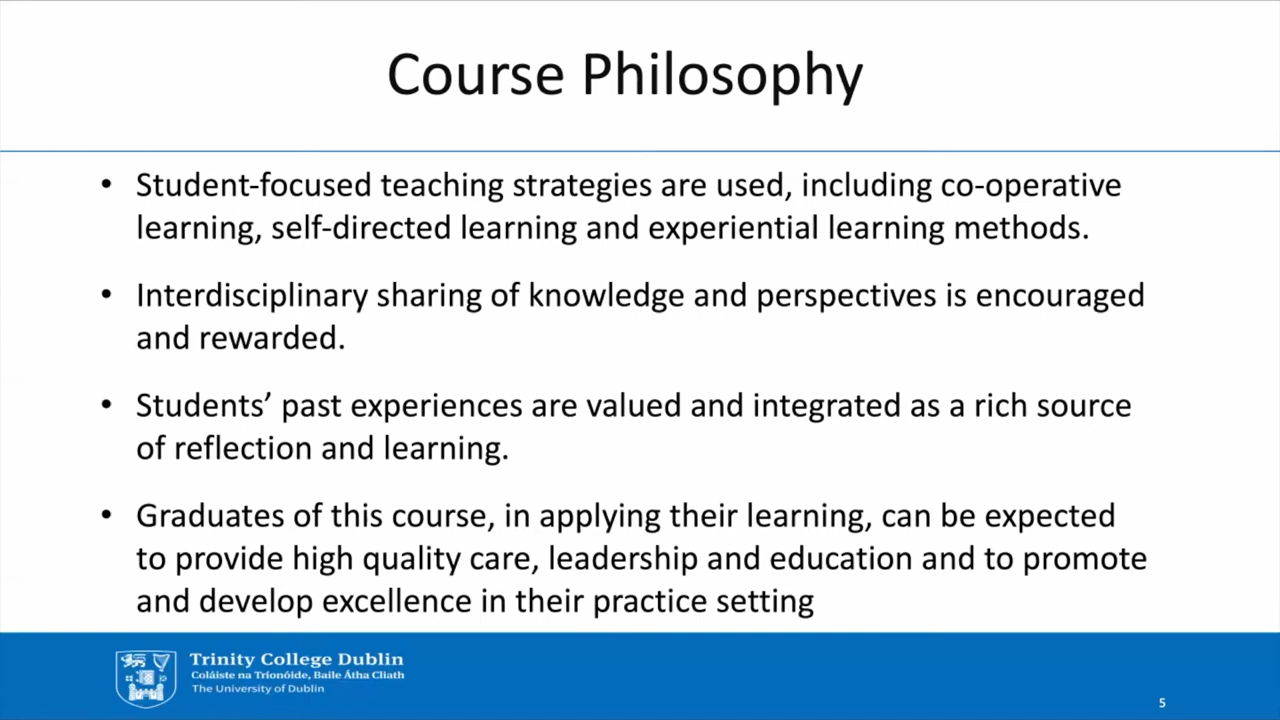 Course Philosophy
• Student-focused teaching strategies are used, including co-operative
learning, self-directed learning and experiential learning methods.
• Interdisciplinary sharing of knowledge and perspectives is encouraged
and rewarded.
• Students’ past experiences are valued and integrated as a rich source
of reflection and learning.
• Graduates of this course, in applying their learning, can be expected
to provide high quality care, leadership and education and to promote
and develop excellence in their practice setting
Trinity College Dublin
Coláiste na Tríonóide, Baile Átha Cliath
The University of Dublin
5